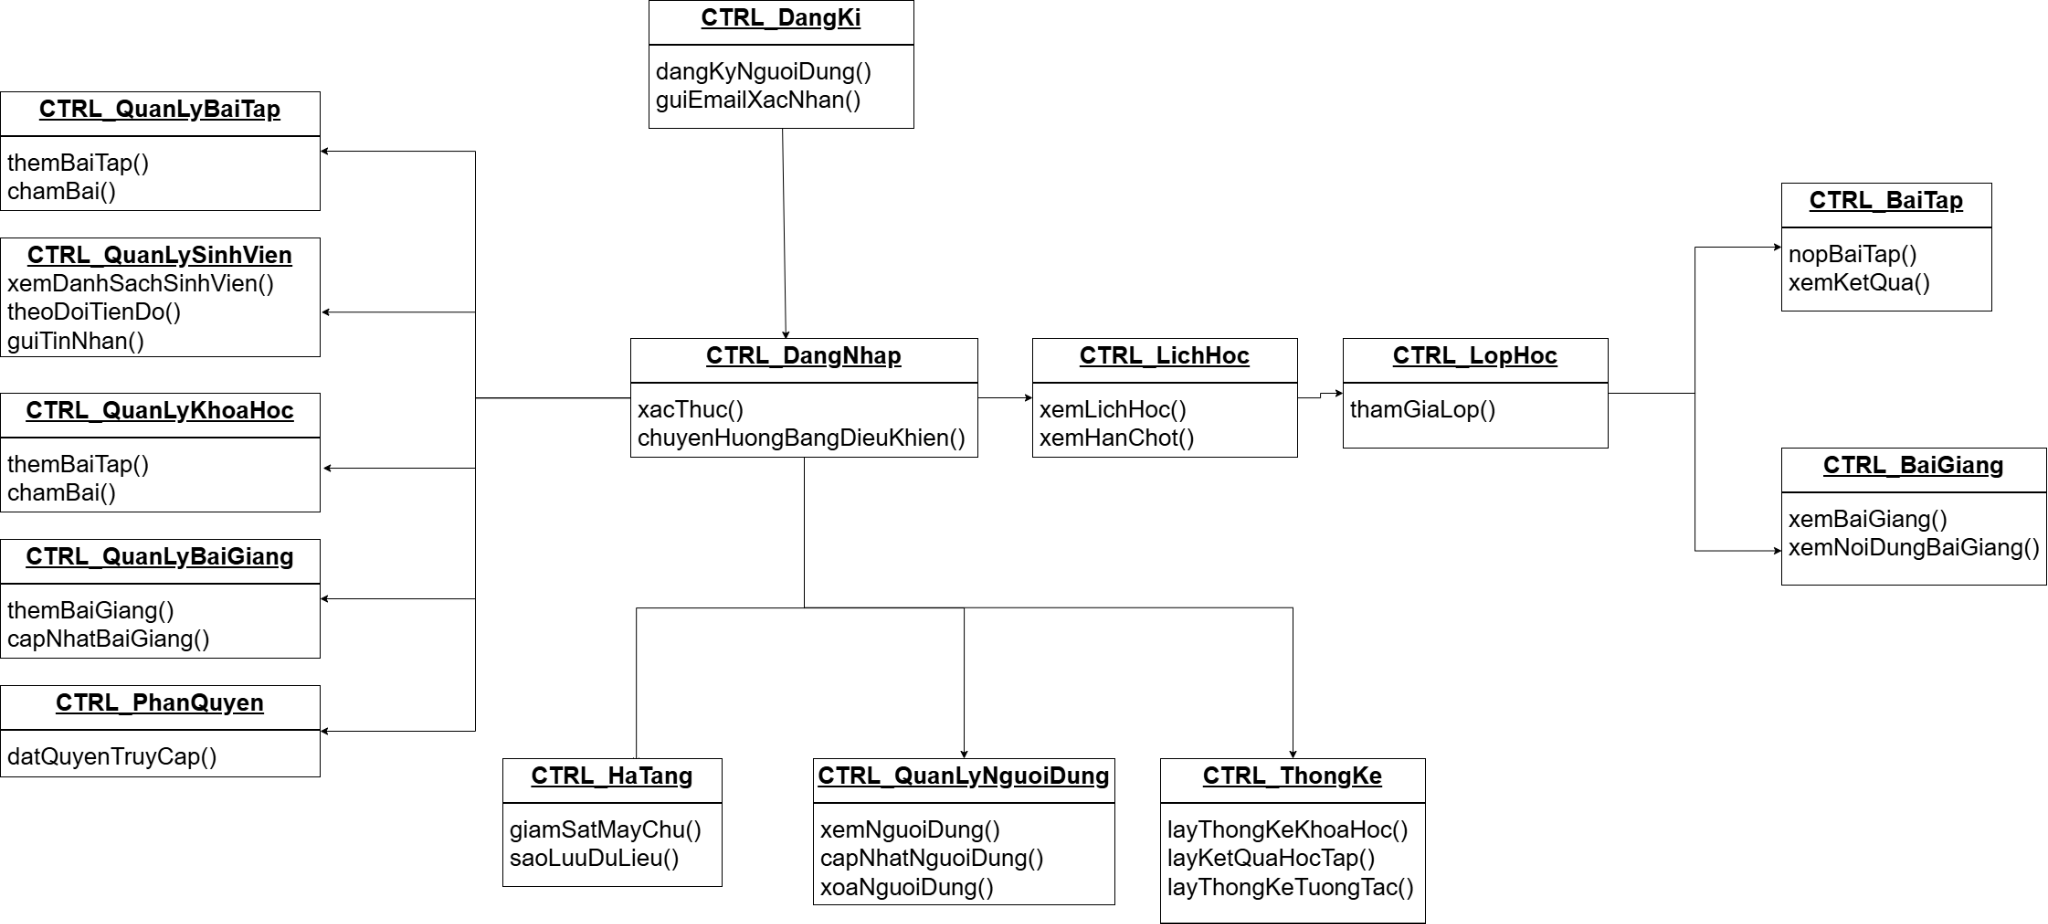 CTRL_DangKi
dangKyNguoiDung()
guiEmailXacNhan()
CTRL_QuanLyBaiTap
themBaiTap()
chamBai()
CTRL_QuanLySinhVien
xemDanhSachSinhVien()
theoDoiTienDo()
guiTinNhan()
CTRL_QuanLyKhoaHoc
themBaiTap()
chamBai()
CTRL_QuanLyBaiGiang
themBaiGiang()
capNhatBaiGiang()
CTRL_PhanQuyen
datQuyenTruyCap()
CTRL_DangNhap
xacThuc()
chuyenHuongBangDieuKhien()
CTRL_LichHoc
xemLichHoc()
xemHanChot()
CTRL_LopHoc
thamGiaLop()
CTRL_BaiTap
nopBaiTap()
xemKetQua()
CTRL_BaiGiang
xemBaiGiang()
xemNoiDungBaiGiang()
CTRL_HaTang
giamSatMayChu()
saoLuuDuLieu()
CTRL_QuanLyNguoiDung
xemNguoiDung()
capNhatNguoiDung()
xoaNguoiDung()
CTRL_ThongKe
layThongKeKhoaHoc()
layKetQuaHocTap()
layThongKeTuongTac()